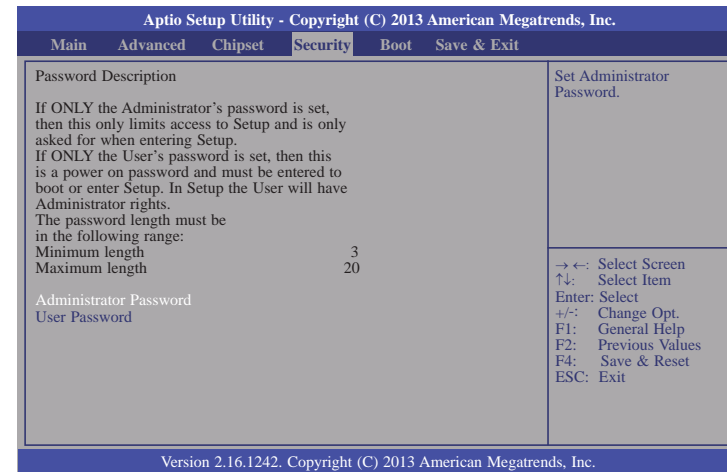 Aptio Setup Utility - Copyright (C) 2013 American Megatrends, Inc.
Main Advanced Chipset Security Boot Save & Exit
Password Description
If ONLY the Administrator's password is set,
then this only limits access to Setup and is only
asked for when entering Setup.
If ONLY the User's password is set, then this
is a power on password and must be entered to
boot or enter Setup. In Setup the User will have
Administrator rights.
The password length must be
in the following range:
Minimum length 3
Maximum length 20
Administrator Password
User Password
Set Administrator
Password.
→ ←: Select Screen
↑↓: Select Item
Enter: Select
+/-: Change Opt.
F1: General Help
F2: Previous Values
F4: Save & Reset
ESC: Exit
Version 2.16.1242. Copyright (C) 2013 American Megatrends, Inc.